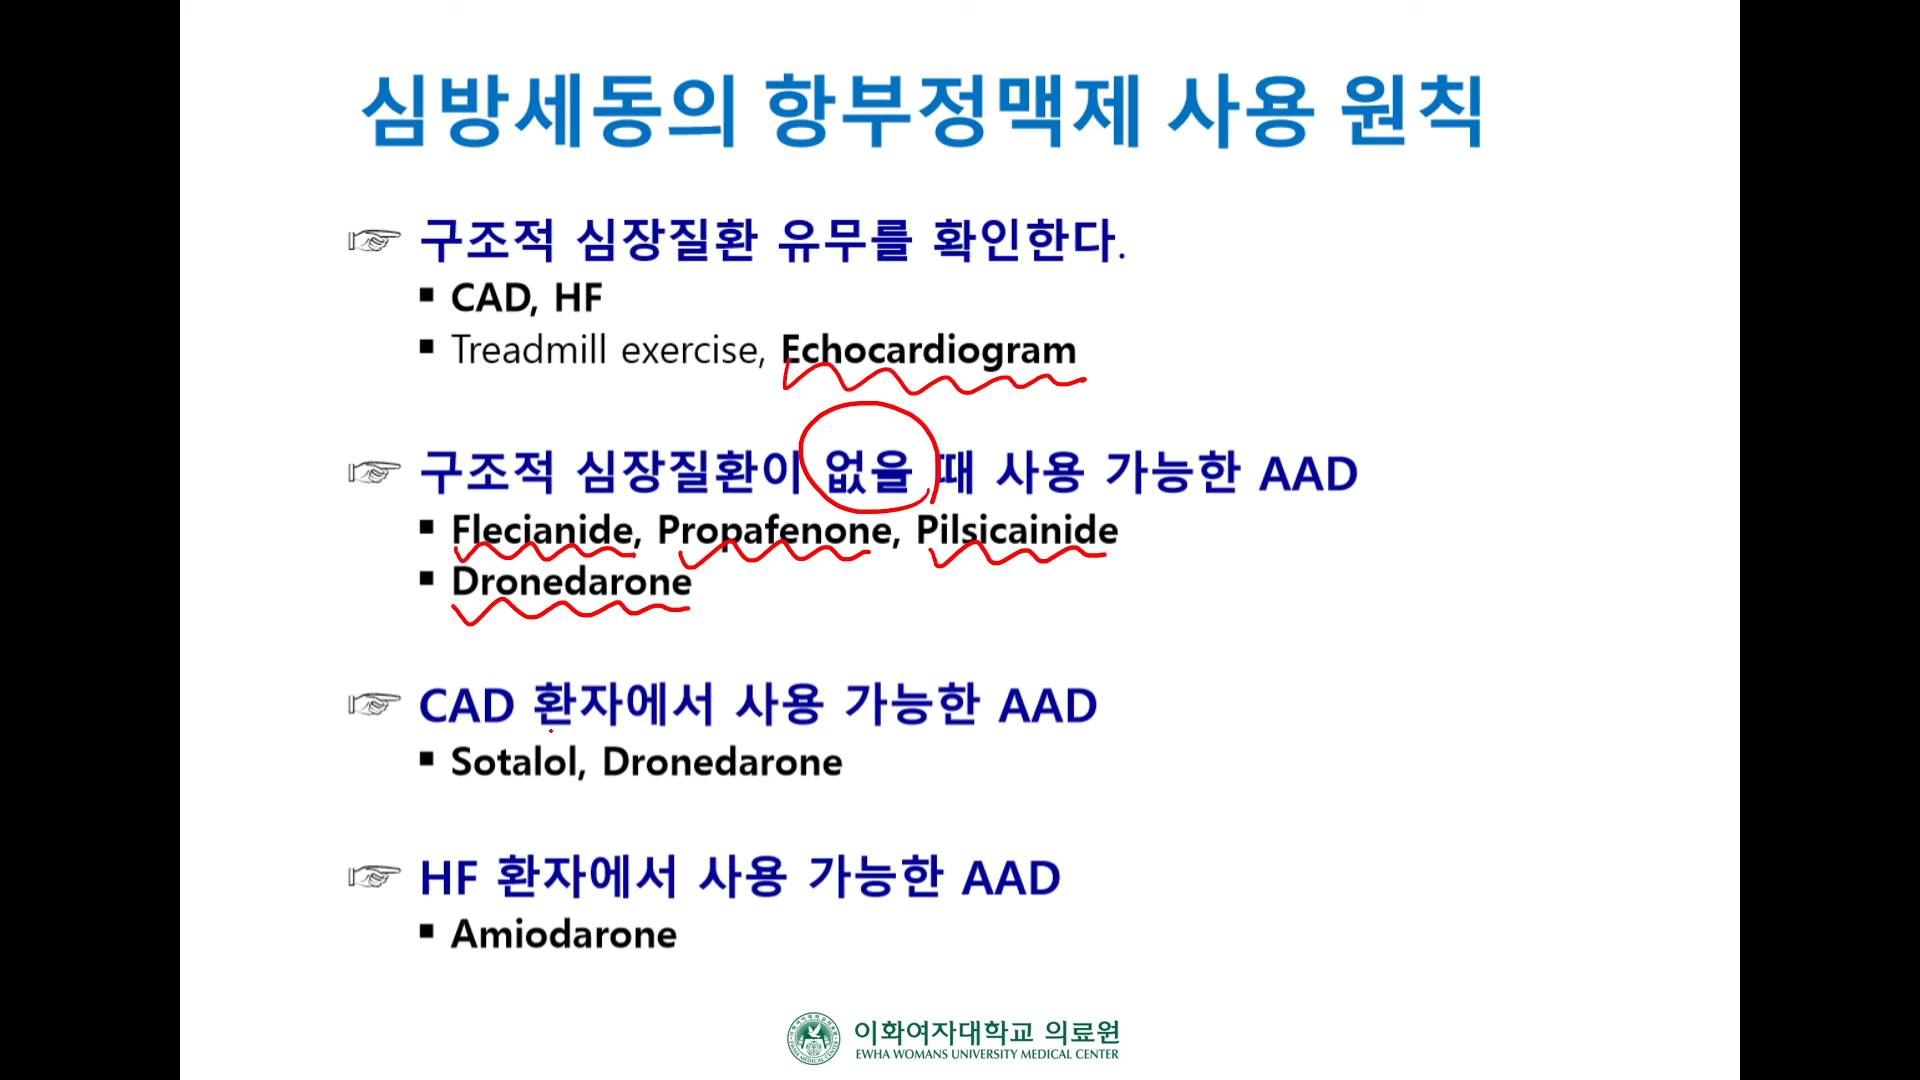 심방세동의 항부정맥제 사용 원칙
☞ 구조적 심장질환 유무를 확인한다.
▪ CAD, HF
▪ Treadmill exercise, Echocardiogram
☞ 구조적 심장질환이 없을 때 사용 가능한 AAD
▪ Flecianide, Propafenone, Pilsicainide
▪ Dronedarone
☞ CAD 환자에서 사용 가능한 AAD
▪ Sotalol, Dronedarone
☞ HF 환자에서 사용 가능한 AAD
▪ Amiodarone
이화여자대학교 의료원
EWHA WOMANS UNIVERSITY MEDICAL CENTER